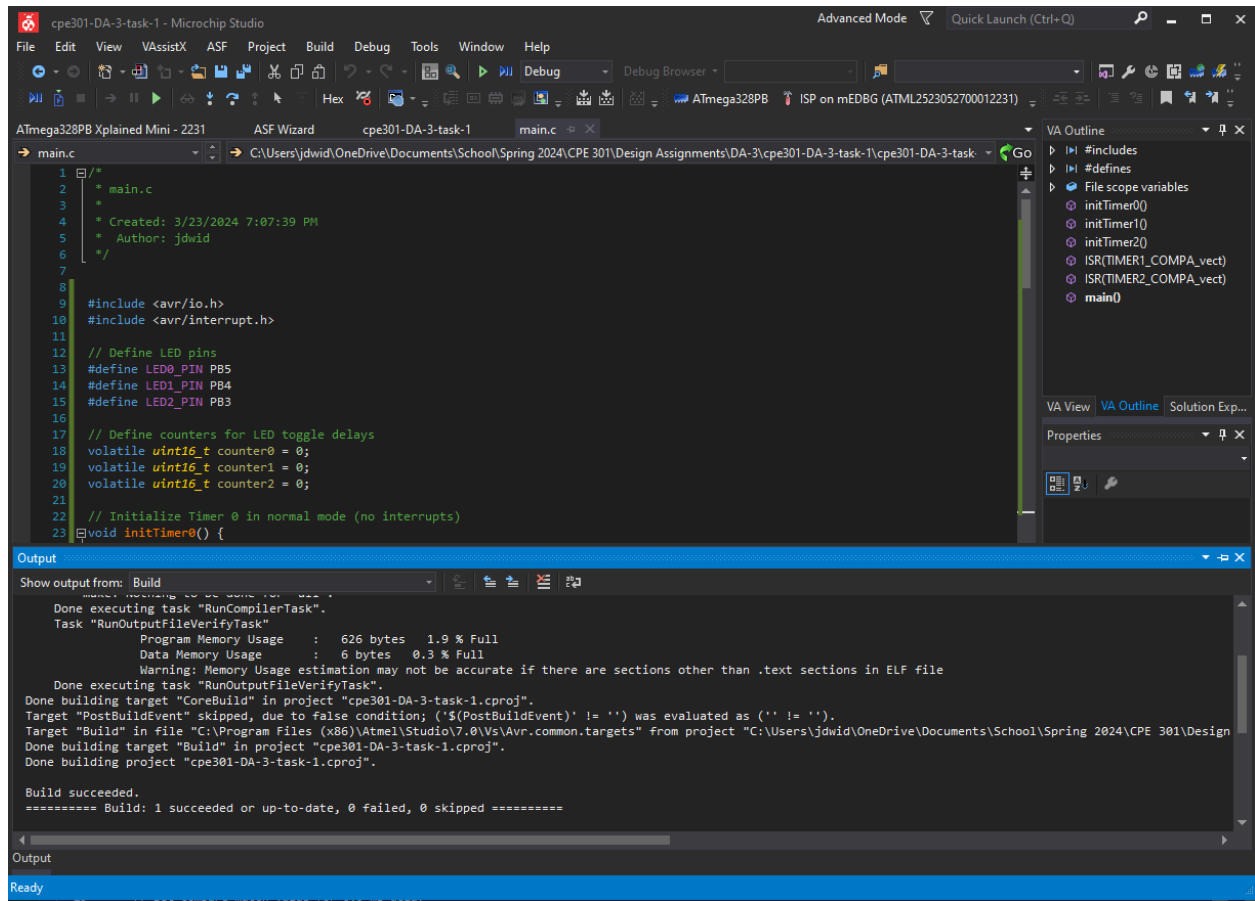 cpe301-DA-3-task-1 - Microchip Studio
Advanced Mode
Quick Launch (Ctrl+Q)
File Edit View VAssistX ASF Project Build Debug Tools Window Help
Debug
Debug Browser
Hex
ATmega328PB
ISP on mEDBG (ATML2523052700012231)
ATmega328PB Xplained Mini - 2231
ASF Wizard
cpe301-DA-3-task-1
main.c
main.c
C:\Users\jdwid\OneDrive\Documents\School\Spring 2024\CPE 301\Design Assignments\DA-3\cpe301-DA-3-task-1\cpe301-DA-3-task-
Go
1 /*
2 * main.c
3 *
4 * Created: 3/23/2024 7:07:39 PM
5 * Author: jdwid
6 */
7
8
9 #include <avr/io.h>
10 #include <avr/interrupt.h>
11
12 // Define LED pins
13 #define LED0_PIN PB5
14 #define LED1_PIN PB4
15 #define LED2_PIN PB3
16
17 // Define counters for LED toggle delays
18 volatile uint16_t counter0 = 0;
19 volatile uint16_t counter1 = 0;
20 volatile uint16_t counter2 = 0;
21
22 // Initialize Timer 0 in normal mode (no interrupts)
23 void initTimer0() {
VA Outline
#includes
#defines
File scope variables
initTimer0()
initTimer1()
initTimer2()
ISR(TIMER1_COMPA_vect)
ISR(TIMER2_COMPA_vect)
main()
VA View VA Outline Solution Exp...
Properties
Output
Show output from: Build
make: Nothing to be done for 'all'.
Done executing task "RunCompilerTask".
Task "RunOutputFileVerifyTask"
Program Memory Usage : 626 bytes 1.9 % Full
Data Memory Usage : 6 bytes 0.3 % Full
Warning: Memory Usage estimation may not be accurate if there are sections other than .text sections in ELF file
Done executing task "RunOutputFileVerifyTask".
Done building target "CoreBuild" in project "cpe301-DA-3-task-1.cproj".
Target "PostBuildEvent" skipped, due to false condition; ('$(PostBuildEvent)' != '') was evaluated as ('' != '').
Target "Build" in file "C:\Program Files (x86)\Atmel\Studio\7.0\Vs\Avr.common.targets" from project "C:\Users\jdwid\OneDrive\Documents\School\Spring 2024\CPE 301\Design
Done building target "Build" in project "cpe301-DA-3-task-1.cproj".
Done building project "cpe301-DA-3-task-1.cproj".
Build succeeded.
========== Build: 1 succeeded or up-to-date, 0 failed, 0 skipped ==========
Output
Ready